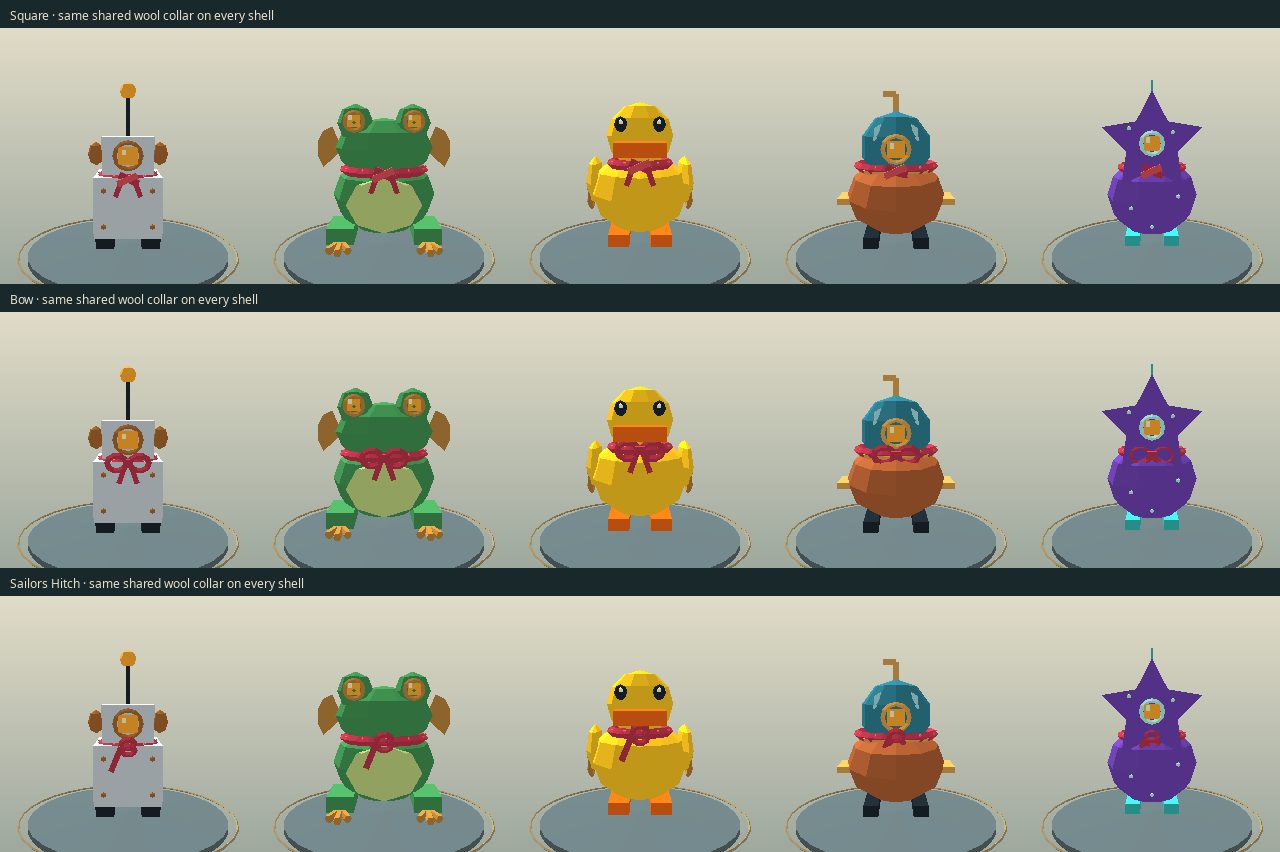 Square · same shared wool collar on every shell
Bow · same shared wool collar on every shell
Sailors Hitch · same shared wool collar on every shell